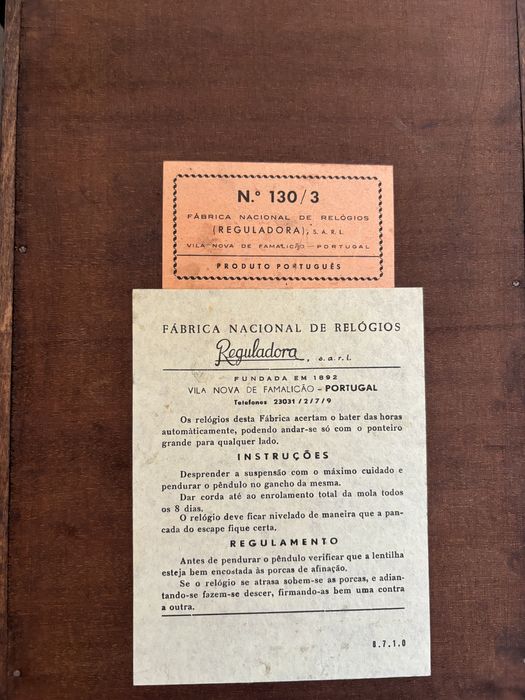 N.º 130/3
FÁBRICA NACIONAL DE RELÓGIOS
(REGULADORA), S. A. R. L.
VILA NOVA DE FAMALICÃO — PORTUGAL
PRODUTO PORTUGUÊS
FÁBRICA NACIONAL DE RELÓGIOS
Reguladora, s. a. r. l.
FUNDADA EM 1892
VILA NOVA DE FAMALICÃO – PORTUGAL
Telefones 23031/2/7/9
Os relógios desta Fábrica acertam o bater das horas
automàticamente, podendo andar-se só com o ponteiro
grande para qualquer lado.
INSTRUÇÕES
Desprender a suspensão com o máximo cuidado e
pendurar o pêndulo no gancho da mesma.
Dar corda até ao enrolamento total da mola todos
os 8 dias.
O relógio deve ficar nivelado de maneira que a pan-
cada do escape fique certa.
REGULAMENTO
Antes de pendurar o pêndulo verificar que a lentilha
esteja bem encostada às porcas de afinação.
Se o relógio se atrasa sobem-se as porcas, e adian-
tando-se fazem-se descer, firmando-as bem uma contra
a outra.
8.7.1.0